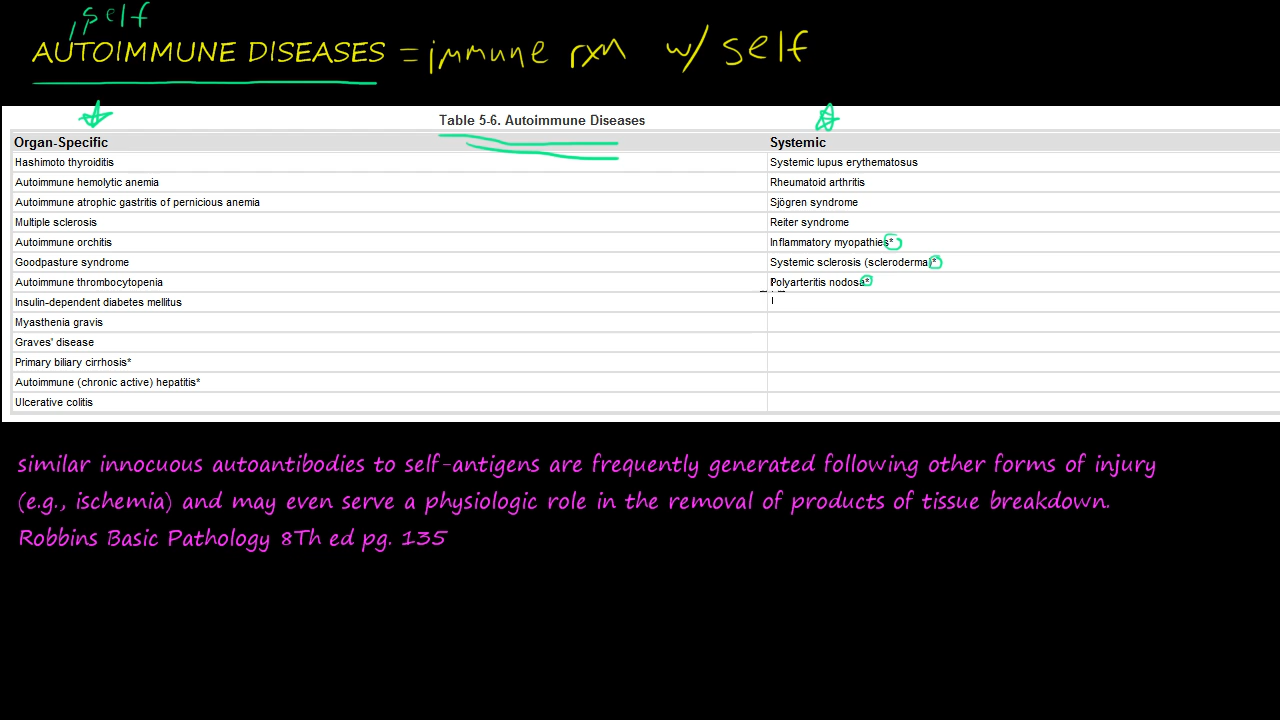 self
AUTOIMMUNE DISEASES = immune rxn w/ self
Table 5-6. Autoimmune Diseases
Organ-Specific Systemic
Hashimoto thyroiditis Systemic lupus erythematosus
Autoimmune hemolytic anemia Rheumatoid arthritis
Autoimmune atrophic gastritis of pernicious anemia Sjögren syndrome
Multiple sclerosis Reiter syndrome
Autoimmune orchitis Inflammatory myopathies*
Goodpasture syndrome Systemic sclerosis (scleroderma)*
Autoimmune thrombocytopenia Polyarteritis nodosa*
Insulin-dependent diabetes mellitus
Myasthenia gravis
Graves' disease
Primary biliary cirrhosis*
Autoimmune (chronic active) hepatitis*
Ulcerative colitis
similar innocuous autoantibodies to self-antigens are frequently generated following other forms of injury
(e.g., ischemia) and may even serve a physiologic role in the removal of products of tissue breakdown.
Robbins Basic Pathology 8Th ed pg. 135